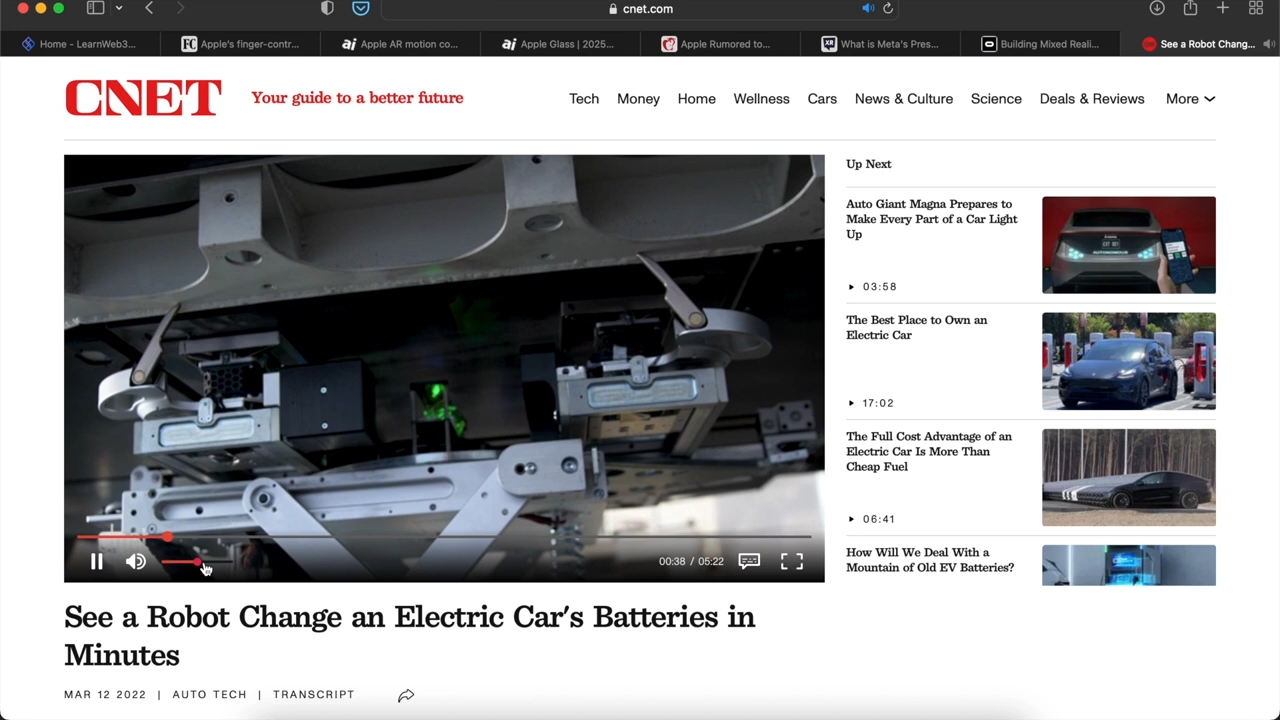 cnet.com
Home - LearnWeb3...
FC
Apple's finger-contr...
ai
Apple AR motion co...
ai
Apple Glass | 2025...
Apple Rumored to...
XR
What is Meta's Pres...
Building Mixed Reali...
See a Robot Chang...
CNET
Your guide to a better future
Tech
Money
Home
Wellness
Cars
News & Culture
Science
Deals & Reviews
More
Up Next
Auto Giant Magna Prepares to
Make Every Part of a Car Light
Up
03:58
AUTONOMOUS
The Best Place to Own an
Electric Car
17:02
The Full Cost Advantage of an
Electric Car Is More Than
Cheap Fuel
06:41
How Will We Deal With a
Mountain of Old EV Batteries?
00:38 / 05:22
See a Robot Change an Electric Car's Batteries in
Minutes
MAR 12 2022 | AUTO TECH | TRANSCRIPT